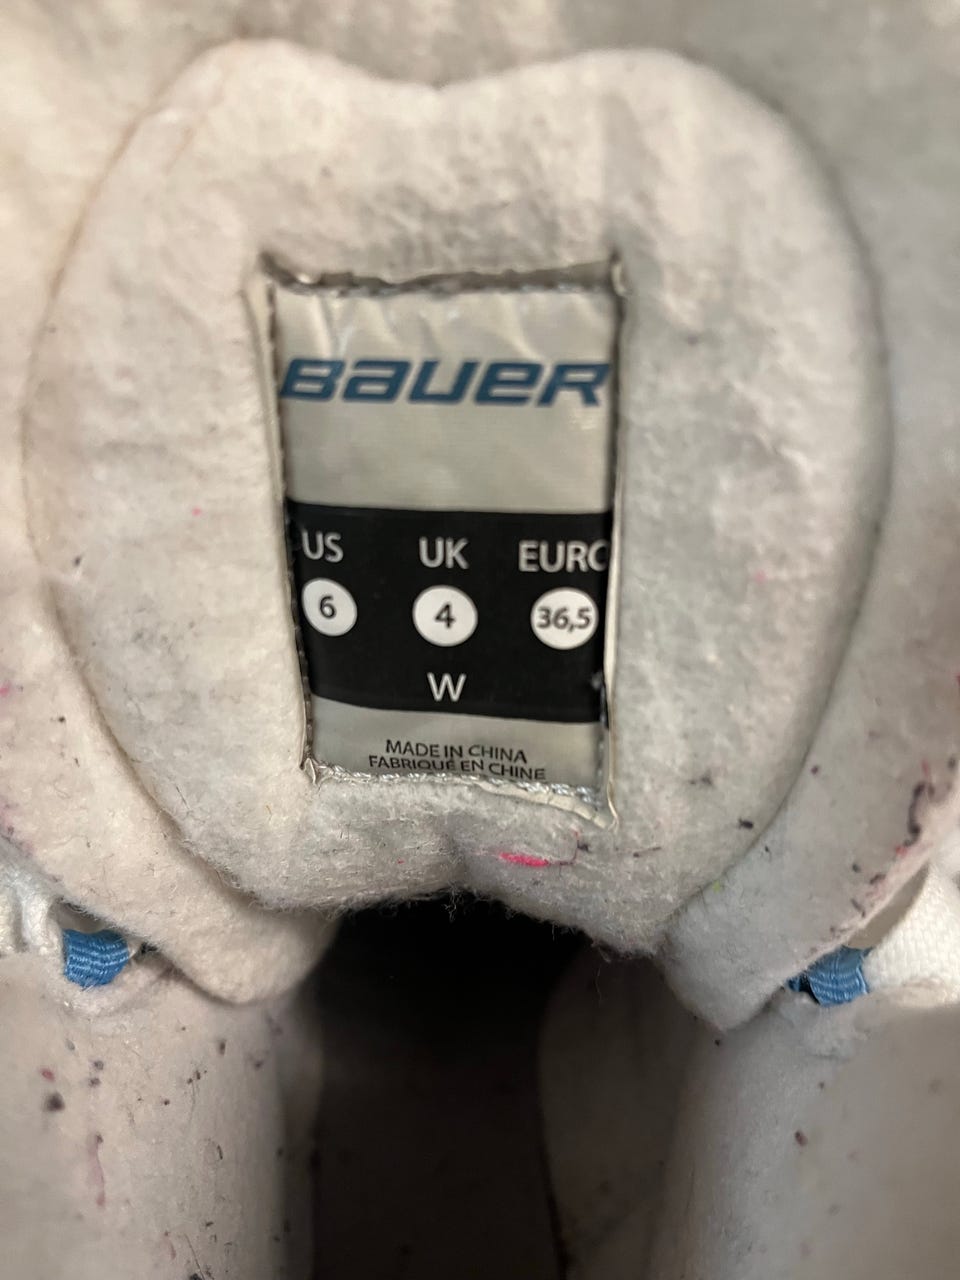 BAUER
US UK EURO
6 4 36,5
W
MADE IN CHINA
FABRIQUÉ EN CHINE